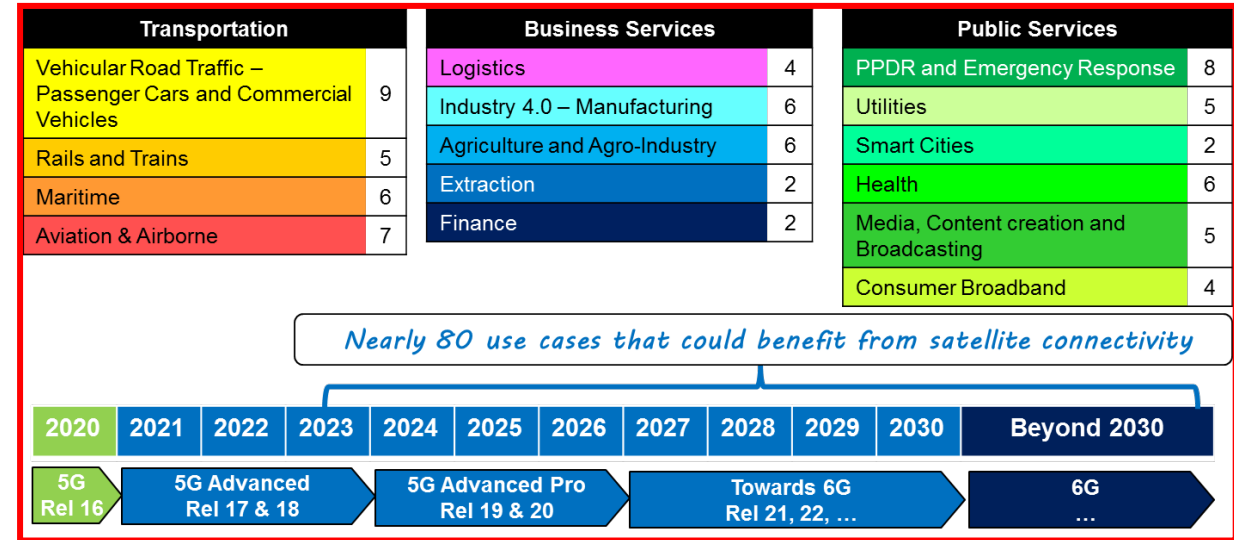 Transportation
Vehicular Road Traffic –
Passenger Cars and Commercial
Vehicles
9
Rails and Trains 5
Maritime 6
Aviation & Airborne 7
Business Services
Logistics 4
Industry 4.0 – Manufacturing 6
Agriculture and Agro-Industry 6
Extraction 2
Finance 2
Public Services
PPDR and Emergency Response 8
Utilities 5
Smart Cities 2
Health 6
Media, Content creation and
Broadcasting
5
Consumer Broadband 4
Nearly 80 use cases that could benefit from satellite connectivity
2020 2021 2022 2023 2024 2025 2026 2027 2028 2029 2030 Beyond 2030
5G
Rel 16
5G Advanced
Rel 17 & 18
5G Advanced Pro
Rel 19 & 20
Towards 6G
Rel 21, 22, …
6G
…